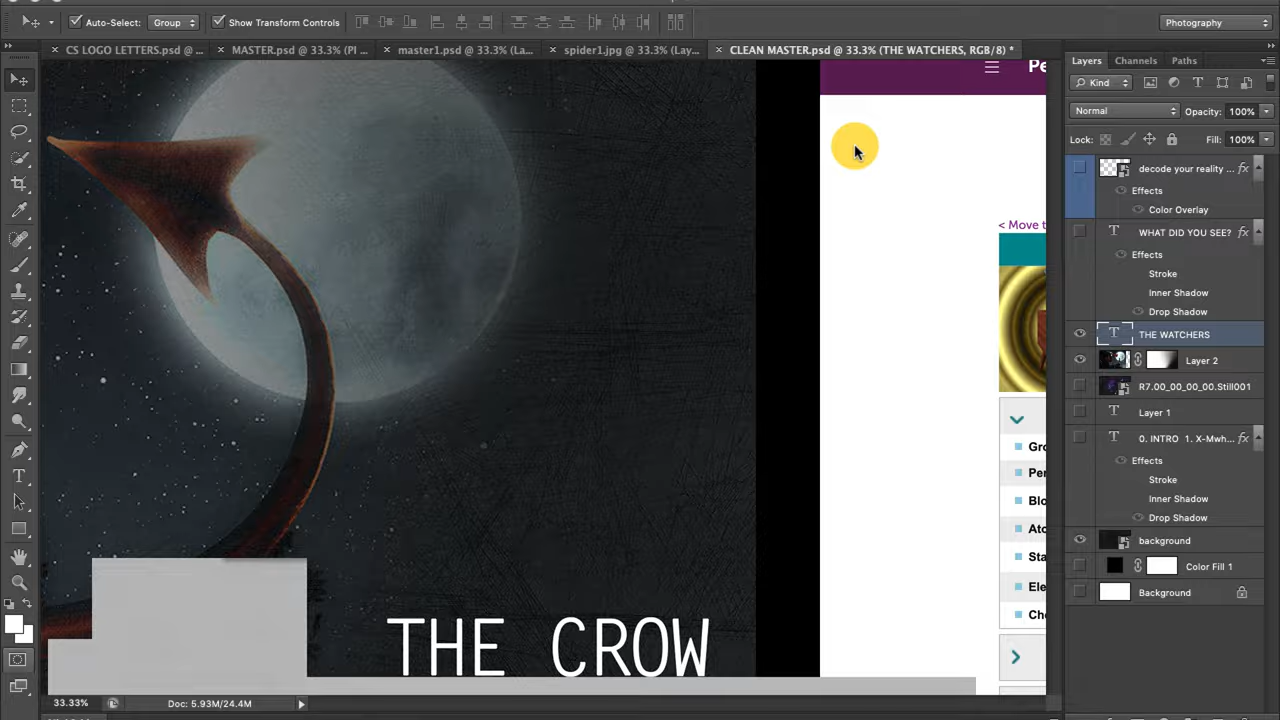 Auto-Select: Group Show Transform Controls Photography
CS LOGO LETTERS.psd @ ... MASTER.psd @ 33.3% (PI ... master1.psd @ 33.3% (La... spider1.jpg @ 33.3% (Lay... CLEAN MASTER.psd @ 33.3% (THE WATCHERS, RGB/8) *
Layers Channels Paths
Kind
Normal Opacity: 100%
Lock: Fill: 100%
decode your reality ... fx
Effects
Color Overlay
WHAT DID YOU SEE? fx
Effects
Stroke
Inner Shadow
Drop Shadow
THE WATCHERS
Layer 2
R7.00_00_00_00.Still001
Layer 1
0. INTRO 1. X-Mwh... fx
Effects
Stroke
Inner Shadow
Drop Shadow
background
Color Fill 1
Background
Pe
< Move t
Gro
Per
Blo
Ato
Sta
Ele
Che
THE CROW
33.33% Doc: 5.93M/24.4M